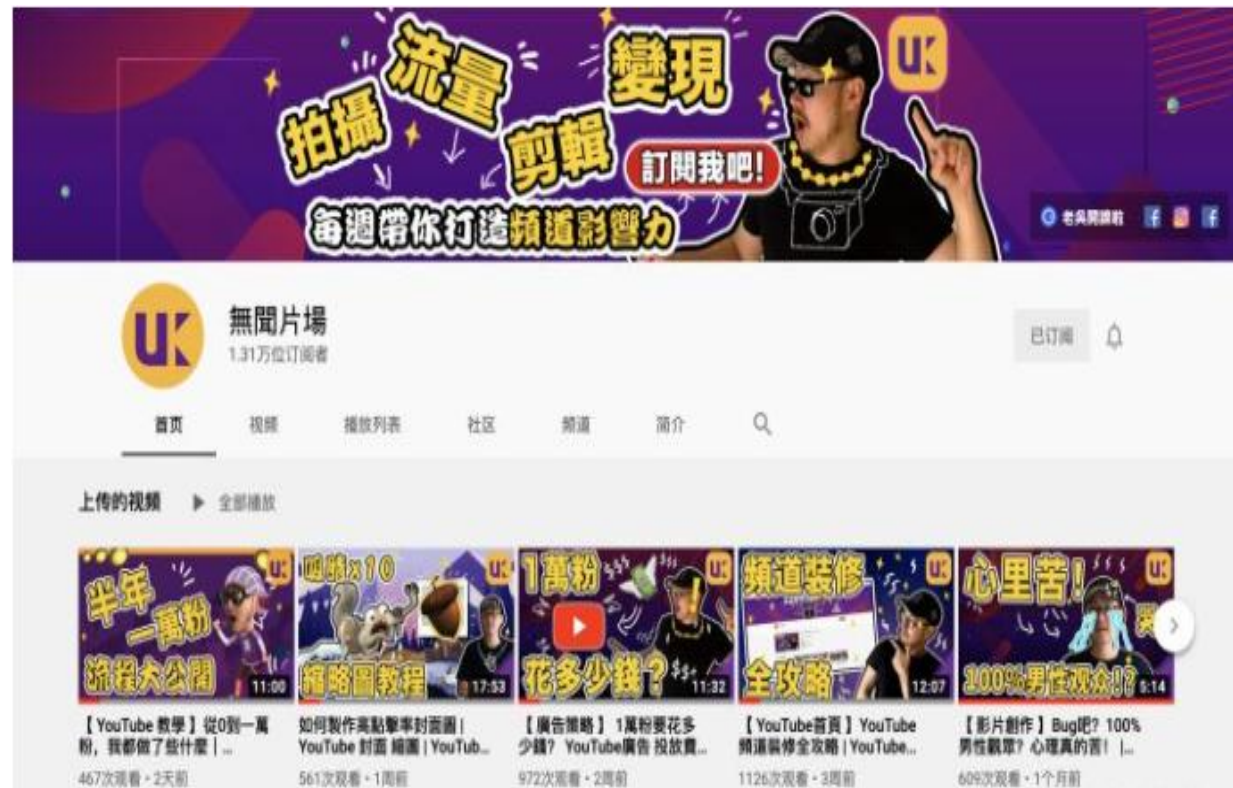 拍攝
流量
剪輯
變現
訂閱我吧!
每週帶你打造頻道影響力
UK
老吳開講啦
UK
無聞片場
1.31万位订阅者
已订阅
首页 视频 播放列表 社区 频道 简介
上传的视频 全部播放
半年
一萬粉
流程大公開
UK
11:00
x10
縮略圖教程
17:53
1萬粉
花多少錢?
UK
11:32
頻道裝修
全攻略
UK
12:07
心里苦!
100%男性观众!?
UK
5:14
【 YouTube 教學 】從0到一萬
粉，我都做了些什麼 | ...
467次观看・2天前
如何製作高點擊率封面圖 |
YouTube 封面 縮圖 | YouTub...
561次观看・1周前
【 廣告策略 】 1萬粉要花多
少錢? YouTube廣告 投放費...
972次观看・2周前
【 YouTube首頁 】YouTube
頻道裝修全攻略 | YouTube...
1126次观看・3周前
【 影片創作 】Bug吧? 100%
男性觀眾? 心理真的苦! |...
609次观看・1个月前